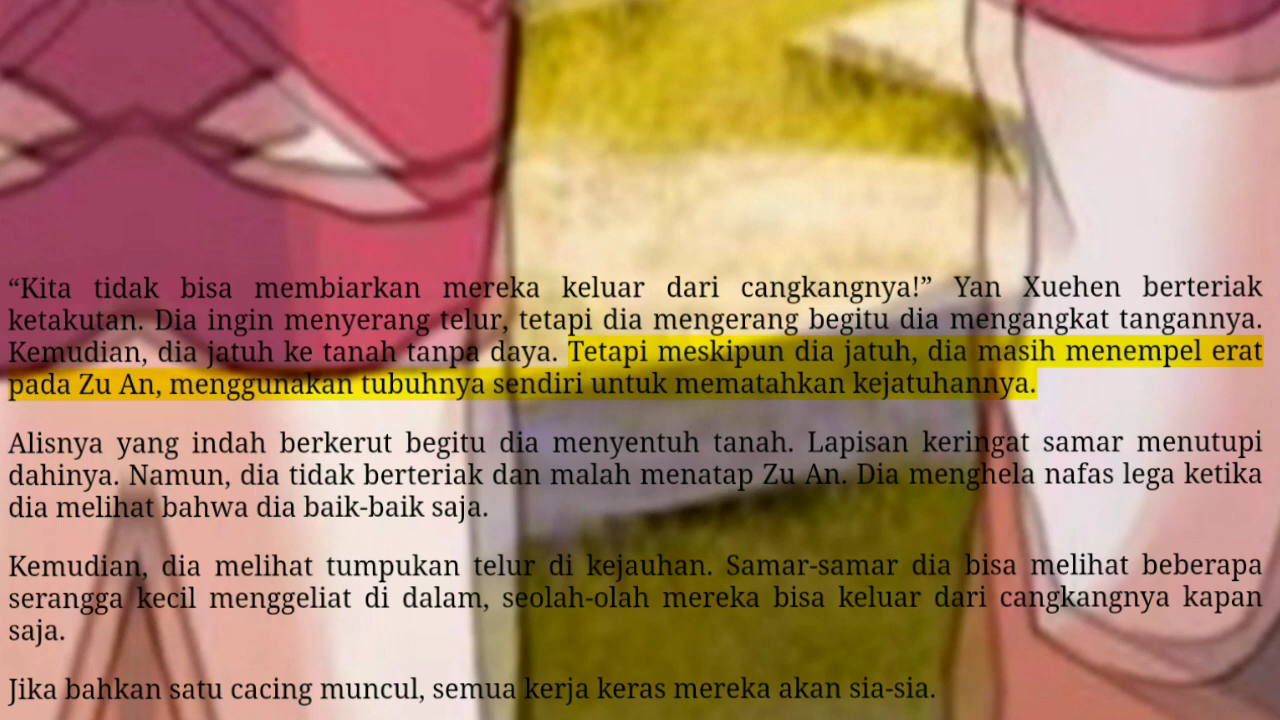 “Kita tidak bisa membiarkan mereka keluar dari cangkangnya!” Yan Xuehen berteriak
ketakutan. Dia ingin menyerang telur, tetapi dia mengerang begitu dia mengangkat tangannya.
Kemudian, dia jatuh ke tanah tanpa daya. Tetapi meskipun dia jatuh, dia masih menempel erat
pada Zu An, menggunakan tubuhnya sendiri untuk mematahkan kejatuhannya.
Alisnya yang indah berkerut begitu dia menyentuh tanah. Lapisan keringat samar menutupi
dahinya. Namun, dia tidak berteriak dan malah menatap Zu An. Dia menghela nafas lega ketika
dia melihat bahwa dia baik-baik saja.
Kemudian, dia melihat tumpukan telur di kejauhan. Samar-samar dia bisa melihat beberapa
serangga kecil menggeliat di dalam, seolah-olah mereka bisa keluar dari cangkangnya kapan
saja.
Jika bahkan satu cacing muncul, semua kerja keras mereka akan sia-sia.